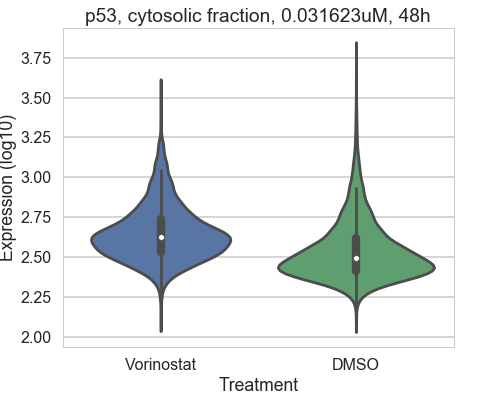 p53, cytosolic fraction, 0.031623uM, 48h
Expression (log10)
3.75
3.50
3.25
3.00
2.75
2.50
2.25
2.00
Vorinostat DMSO
Treatment